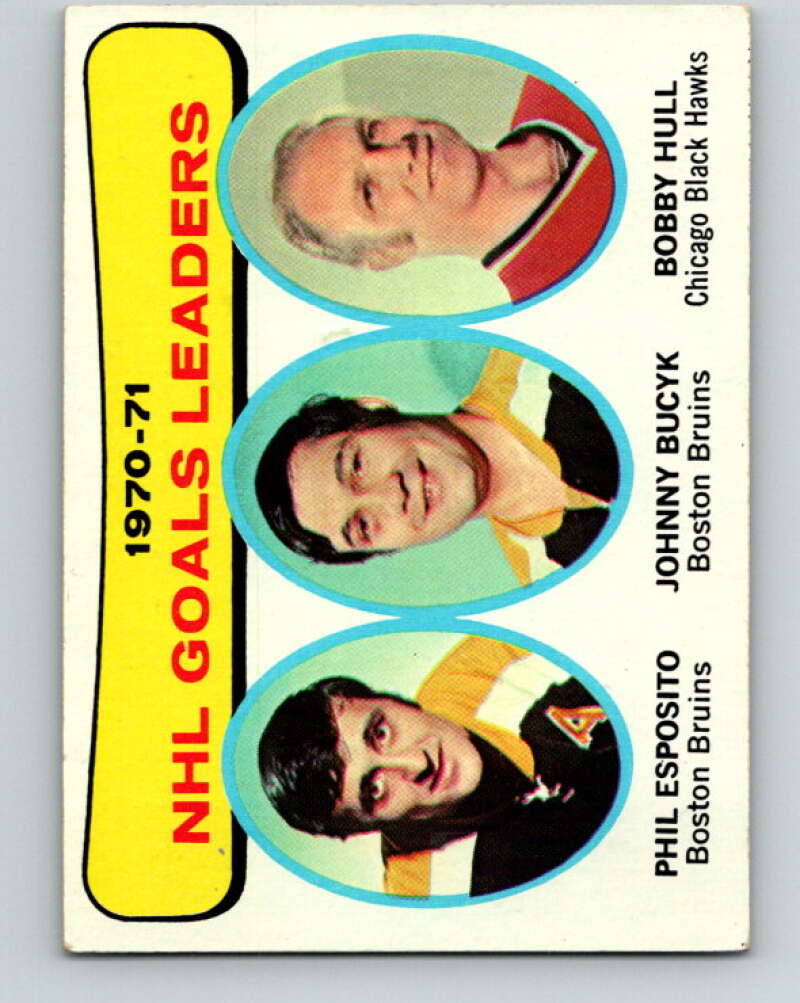 1970-71
NHL GOALS LEADERS
PHIL ESPOSITO
Boston Bruins
JOHNNY BUCYK
Boston Bruins
BOBBY HULL
Chicago Black Hawks
A